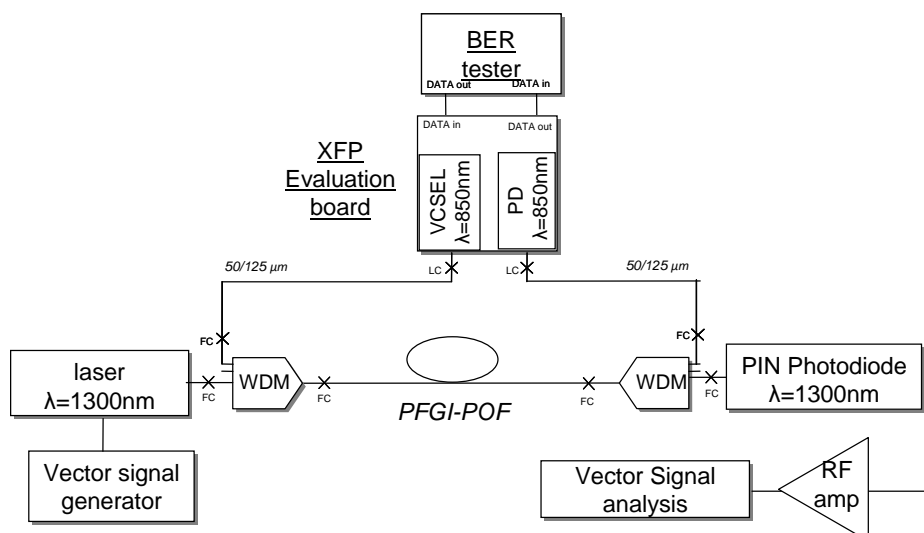 BER
tester
DATA out
DATA in
DATA in
DATA out
XFP
Evaluation
board
VCSEL
λ=850nm
PD
λ=850nm
LC
LC
50/125 µm
50/125 µm
FC
FC
laser
λ=1300nm
FC
WDM
FC
PFGI-POF
FC
WDM
FC
PIN Photodiode
λ=1300nm
Vector signal
generator
Vector Signal
analysis
RF
amp